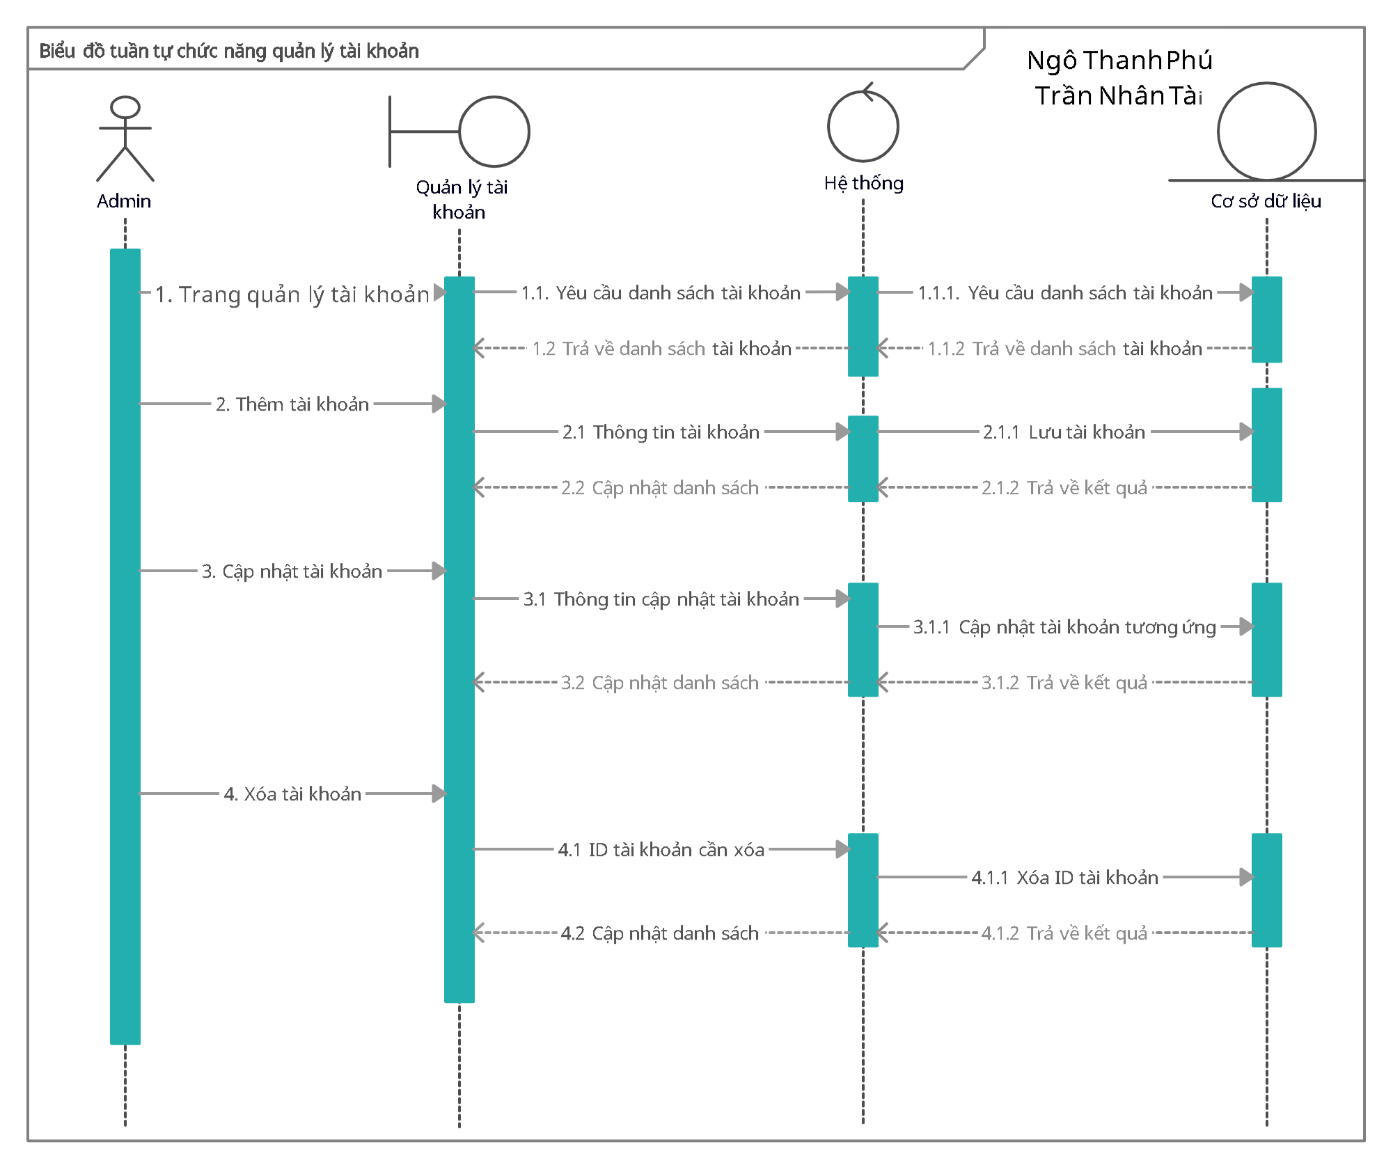 Biểu đồ tuần tự chức năng quản lý tài khoản
Ngô Thanh Phú
Trần Nhân Tài
Admin
Quản lý tài
khoản
Hệ thống
Cơ sở dữ liệu
1. Trang quản lý tài khoản
1.1. Yêu cầu danh sách tài khoản
1.1.1. Yêu cầu danh sách tài khoản
1.2 Trả về danh sách tài khoản
1.1.2 Trả về danh sách tài khoản
2. Thêm tài khoản
2.1 Thông tin tài khoản
2.1.1 Lưu tài khoản
2.2 Cập nhật danh sách
2.1.2 Trả về kết quả
3. Cập nhật tài khoản
3.1 Thông tin cập nhật tài khoản
3.1.1 Cập nhật tài khoản tương ứng
3.2 Cập nhật danh sách
3.1.2 Trả về kết quả
4. Xóa tài khoản
4.1 ID tài khoản cần xóa
4.1.1 Xóa ID tài khoản
4.2 Cập nhật danh sách
4.1.2 Trả về kết quả